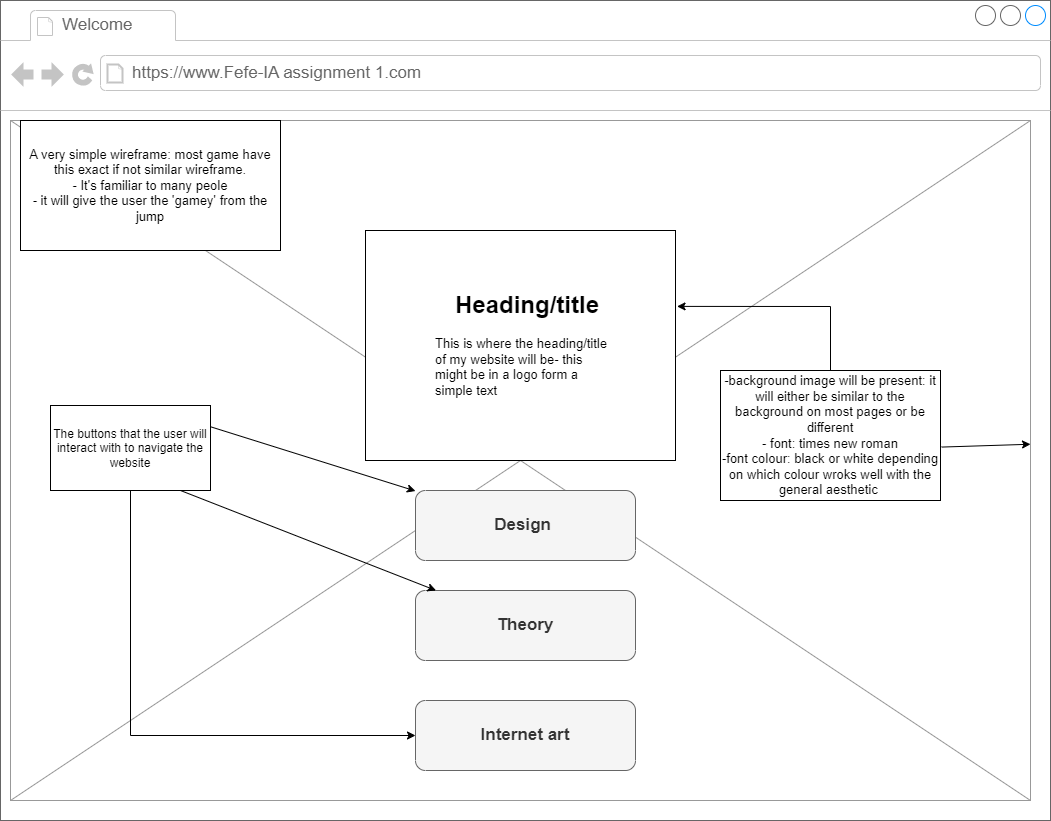 Welcome
https://www.Fefe-IA assignment 1.com
A very simple wireframe: most game have
this exact if not similar wireframe.
- It's familiar to many peole
- it will give the user the 'gamey' from the
jump
Heading/title
This is where the heading/title
of my website will be- this
might be in a logo form a
simple text
-background image will be present: it
will either be similar to the
background on most pages or be
different
- font: times new roman
-font colour: black or white depending
on which colour wroks well with the
general aesthetic
The buttons that the user will
interact with to navigate the
website
Design
Theory
Internet art